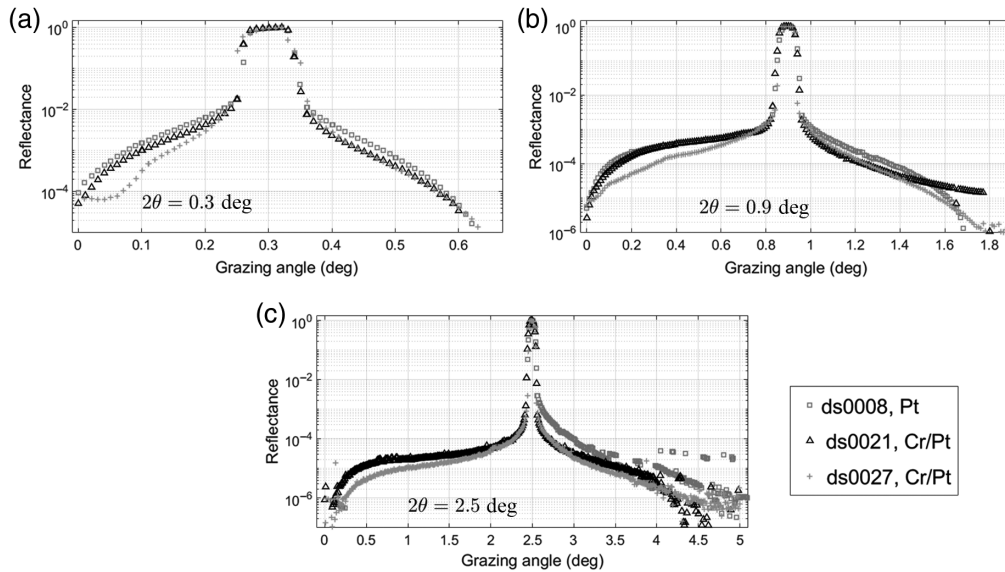 (a)
10^0
10^-2
10^-4
Reflectance
2θ = 0.3 deg
0 0.1 0.2 0.3 0.4 0.5 0.6
Grazing angle (deg)
(b)
10^0
10^-2
10^-4
10^-6
Reflectance
2θ = 0.9 deg
0 0.2 0.4 0.6 0.8 1 1.2 1.4 1.6 1.8
Grazing angle (deg)
(c)
10^0
10^-2
10^-4
10^-6
Reflectance
2θ = 2.5 deg
0 0.5 1 1.5 2 2.5 3 3.5 4 4.5 5
Grazing angle (deg)
ds0008, Pt
ds0021, Cr/Pt
ds0027, Cr/Pt